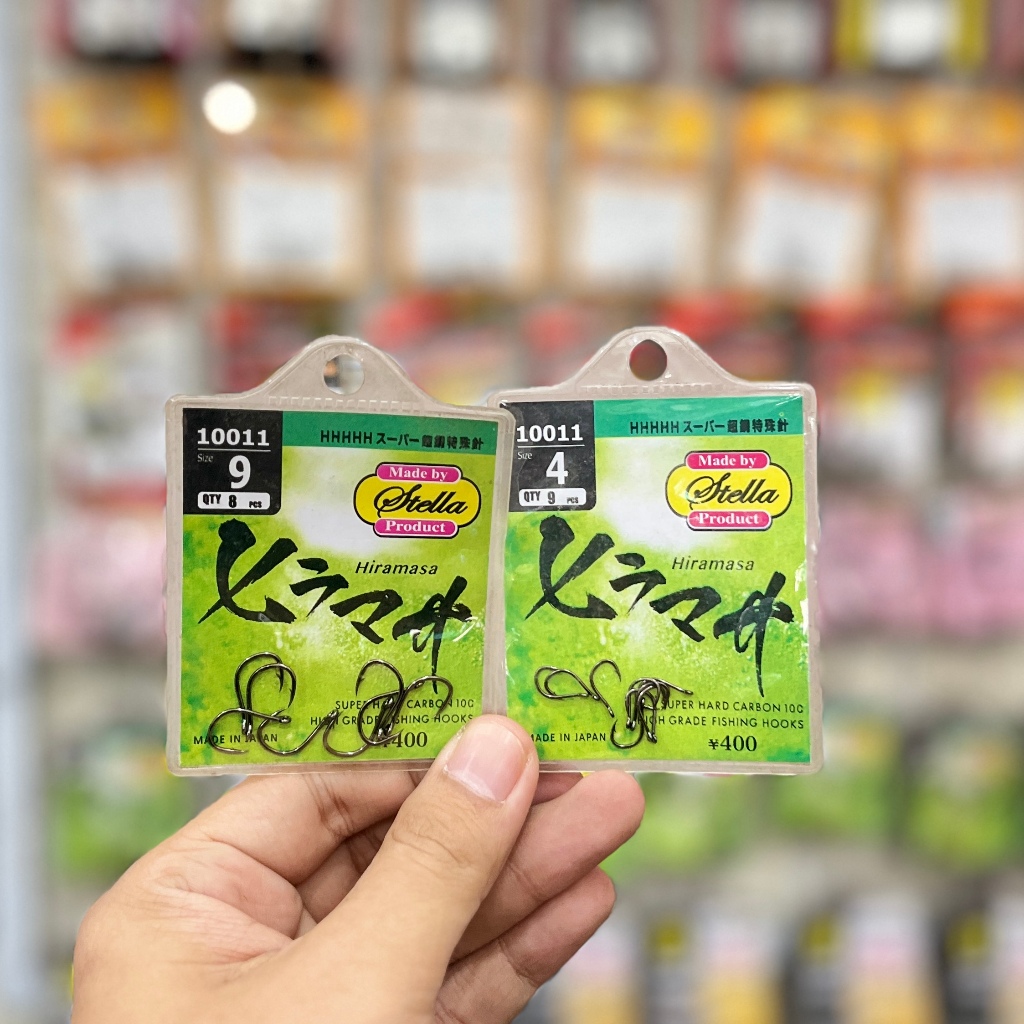 10011
Size
9
QTY 8 PCS
HHHHH スーパー超鋼特殊針
Made by
Stella
Product
Hiramasa
ヒラマサ
SUPER HARD CARBON 100
HIGH GRADE FISHING HOOKS
MADE IN JAPAN
¥400
10011
Size
4
QTY 9 PCS
HHHHH スーパー超鋼特殊針
Made by
Stella
Product
Hiramasa
ヒラマサ
SUPER HARD CARBON 100
HIGH GRADE FISHING HOOKS
MADE IN JAPAN
¥400